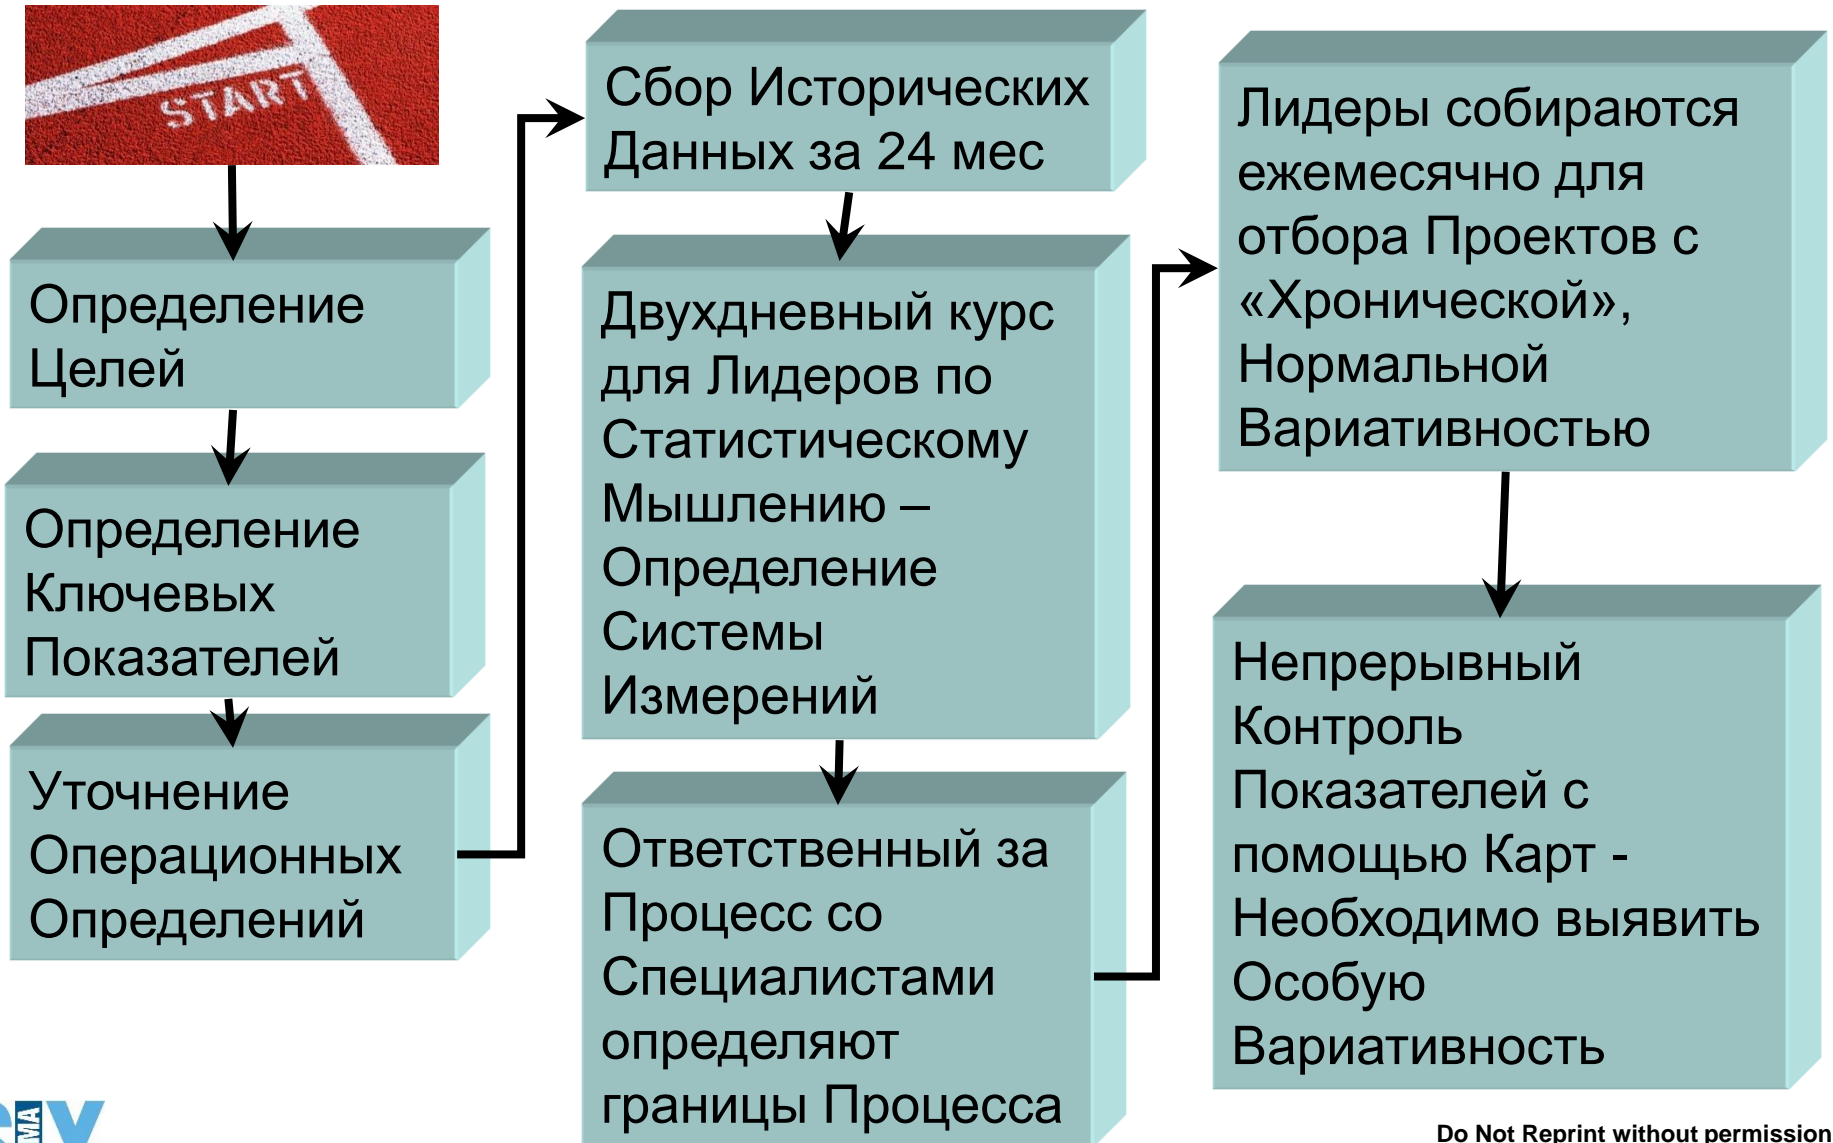 START
Определение
Целей
Определение
Ключевых
Показателей
Уточнение
Операционных
Определений
Сбор Исторических
Данных за 24 мес
Двухдневный курс
для Лидеров по
Статистическому
Мышлению –
Определение
Системы
Измерений
Ответственный за
Процесс со
Специалистами
определяют
границы Процесса
Лидеры собираются
ежемесячно для
отбора Проектов с
«Хронической»,
Нормальной
Вариативностью
Непрерывный
Контроль
Показателей с
помощью Карт -
Необходимо выявить
Особую
Вариативность
Do Not Reprint without permission